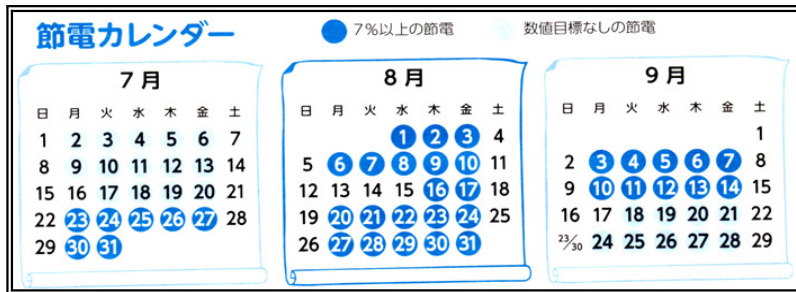 節電カレンダー
7%以上の節電
数値目標なしの節電
7月
日 月 火 水 木 金 土
1 2 3 4 5 6 7
8 9 10 11 12 13 14
15 16 17 18 19 20 21
22 23 24 25 26 27 28
29 30 31
8月
日 月 火 水 木 金 土
1 2 3 4
5 6 7 8 9 10 11
12 13 14 15 16 17 18
19 20 21 22 23 24 25
26 27 28 29 30 31
9月
日 月 火 水 木 金 土
1
2 3 4 5 6 7 8
9 10 11 12 13 14 15
16 17 18 19 20 21 22
23/30 24 25 26 27 28 29